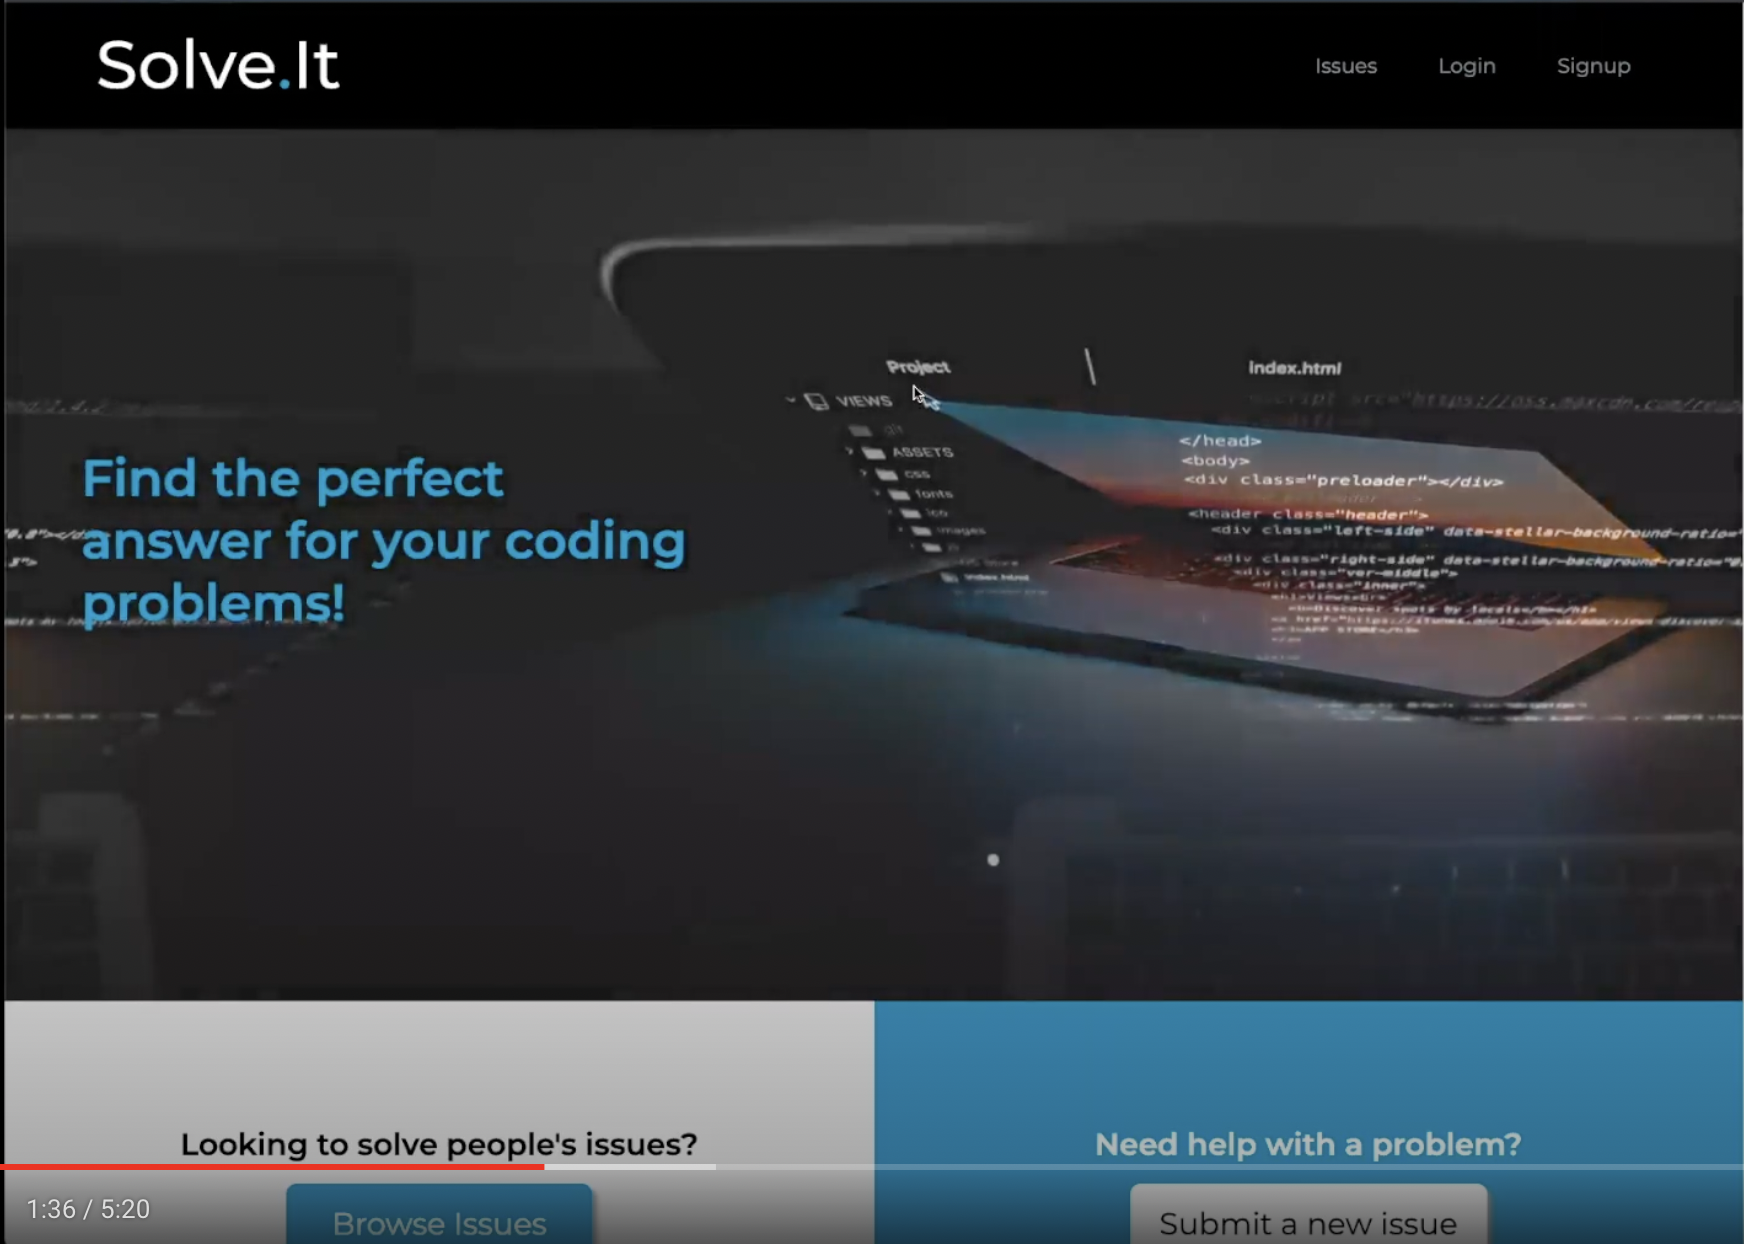 Solve.It
Issues
Login
Signup
Project
Index.html
VIEWS
ASSETS
css
fonts
images
</head>
<body>
<div class="preloader"></div>
<header class="header">
<div class="left-side" data-stellar-background-ratio=
<div class="right-side" data-stellar-background-ratio=
<div class="ver-middle">
<div class="inner">
Find the perfect
answer for your coding
problems!
Looking to solve people's issues?
Browse Issues
Need help with a problem?
Submit a new issue
1:36 / 5:20